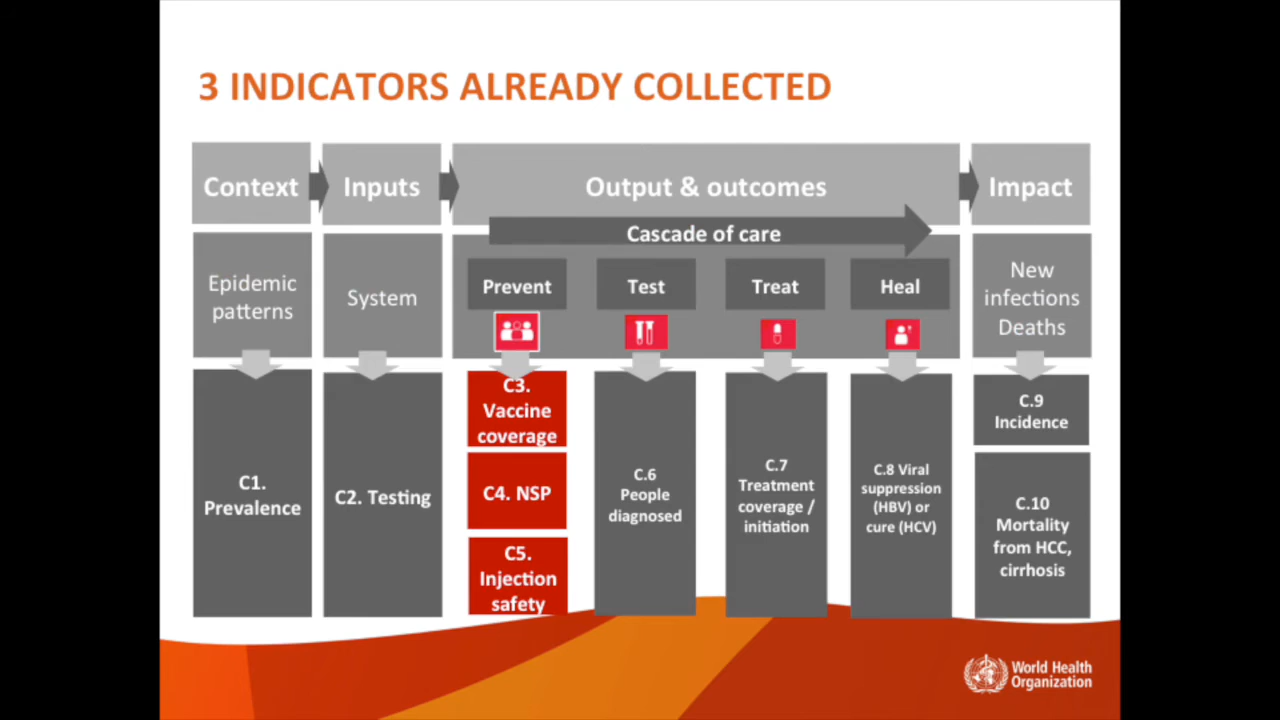 3 INDICATORS ALREADY COLLECTED
Context
Inputs
Output & outcomes
Impact
Cascade of care
Epidemic
patterns
System
Prevent
Test
Treat
Heal
New
infections
Deaths
C1.
Prevalence
C2. Testing
C3.
Vaccine
coverage
C4. NSP
C5.
Injection
safety
C.6
People
diagnosed
C.7
Treatment
coverage /
initiation
C.8 Viral
suppression
(HBV) or
cure (HCV)
C.9
Incidence
C.10
Mortality
from HCC,
cirrhosis
World Health
Organization